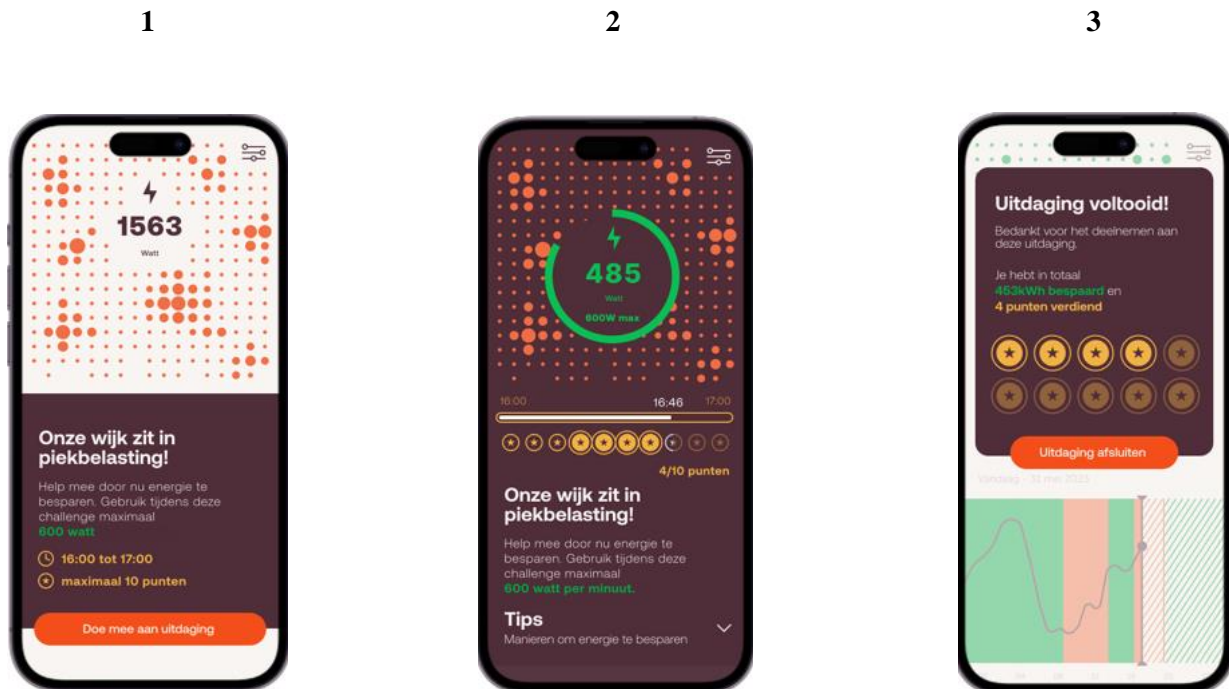 1
2
3
1563
Watt
Onze wijk zit in
piekbelasting!
Help mee door nu energie te
besparen. Gebruik tijdens deze
challenge maximaal
600 watt
16:00 tot 17:00
maximaal 10 punten
Doe mee aan uitdaging
485
Watt
600W max
16:00
16:46
17:00
4/10 punten
Onze wijk zit in
piekbelasting!
Help mee door nu energie te
besparen. Gebruik tijdens deze
challenge maximaal
600 watt per minuut.
Tips
Manieren om energie te besparen
Uitdaging voltooid!
Bedankt voor het deelnemen aan
deze uitdaging.
Je hebt in totaal
453kWh bespaard en
4 punten verdiend
Uitdaging afsluiten
Vandaag 31 mei 2023